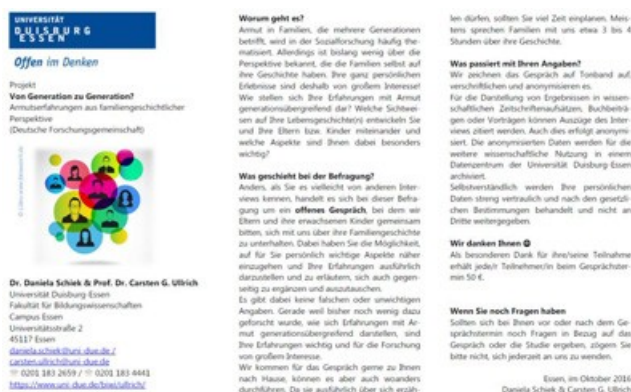 UNIVERSITÄT
DUISBURG
ESSEN
Offen im Denken
Projekt
Von Generation zu Generation?
Armutserfahrungen aus familiengeschichtlicher
Perspektive
(Deutsche Forschungsgemeinschaft)
Dr. Daniela Schiek & Prof. Dr. Carsten G. Ullrich
Universität Duisburg-Essen
Fakultät für Bildungswissenschaften
Campus Essen
Universitätsstraße 2
45117 Essen
daniela.schiek@uni-due.de /
carsten.ullrich@uni-due.de
0201 183 2659 / 0201 183 4441
https://www.uni-due.de/biwi/ullrich/
Worum geht es?
Armut in Familien, die mehrere Generationen
betrifft, wird in der Sozialforschung häufig the-
matisiert. Allerdings ist bislang wenig über die
Perspektive bekannt, die die Familien selbst auf
ihre Geschichte haben. Ihre ganz persönlichen
Erlebnisse sind deshalb von großem Interesse!
Wie stellen sich Ihre Erfahrungen mit Armut
generationsübergreifend dar? Welche Sichtwei-
sen auf Ihre Lebensgeschichte(n) entwickeln Sie
und Ihre Eltern bzw. Kinder miteinander und
welche Aspekte sind Ihnen dabei besonders
wichtig?
Was geschieht bei der Befragung?
Anders, als Sie es vielleicht von anderen Inter-
views kennen, handelt es sich bei dieser Befra-
gung um ein offenes Gespräch, bei dem wir
Eltern und ihre erwachsenen Kinder gemeinsam
bitten, sich mit uns über ihre Familiengeschichte
zu unterhalten. Dabei haben Sie die Möglichkeit,
auf für Sie persönlich wichtige Aspekte näher
einzugehen und Ihre Erfahrungen ausführlich
darzustellen und zu erläutern, sich auch gegen-
seitig zu ergänzen und auszutauschen.
Es gibt dabei keine falschen oder unwichtigen
Angaben. Gerade weil bisher noch wenig dazu
geforscht wurde, wie sich Erfahrungen mit Ar-
mut generationsübergreifend darstellen, sind
Ihre Erfahrungen wichtig und für die Forschung
von großem Interesse.
Wir kommen für das Gespräch gerne zu Ihnen
nach Hause, können es aber auch woanders
durchführen. Da sie ausführlich über sich erzäh-
len dürfen, sollten Sie viel Zeit einplanen. Meis-
tens sprechen Familien mit uns etwa 3 bis 4
Stunden über ihre Geschichte.
Was passiert mit Ihren Angaben?
Wir zeichnen das Gespräch auf Tonband auf,
verschriftlichen und anonymisieren es.
Für die Darstellung von Ergebnissen in wissen-
schaftlichen Zeitschriftenaufsätzen, Buchbeiträ-
gen oder Vorträgen können Auszüge des Inter-
views zitiert werden. Auch dies erfolgt anonymi-
siert. Die anonymisierten Daten werden für die
weitere wissenschaftliche Nutzung in einem
Datenzentrum der Universität Duisburg-Essen
archiviert.
Selbstverständlich werden Ihre persönlichen
Daten streng vertraulich und nach den gesetzli-
chen Bestimmungen behandelt und nicht an
Dritte weitergegeben.
Wir danken Ihnen
Als besonderen Dank für ihre/seine Teilnahme
erhält jede/r Teilnehmer/in beim Gesprächster-
min 50 €.
Wenn Sie noch Fragen haben
Sollten sich bei Ihnen vor oder nach dem Ge-
sprächstermin noch Fragen in Bezug auf das
Gespräch oder die Studie ergeben, zögern Sie
bitte nicht, sich jederzeit an uns zu wenden.
Essen, im Oktober 2016
Daniela Schiek & Carsten G. Ullrich